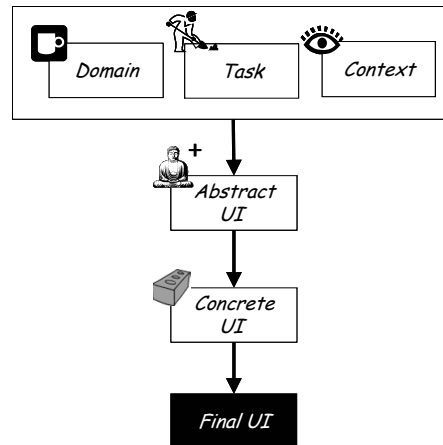 Domain
Task
Context
+
Abstract
UI
Concrete
UI
Final UI